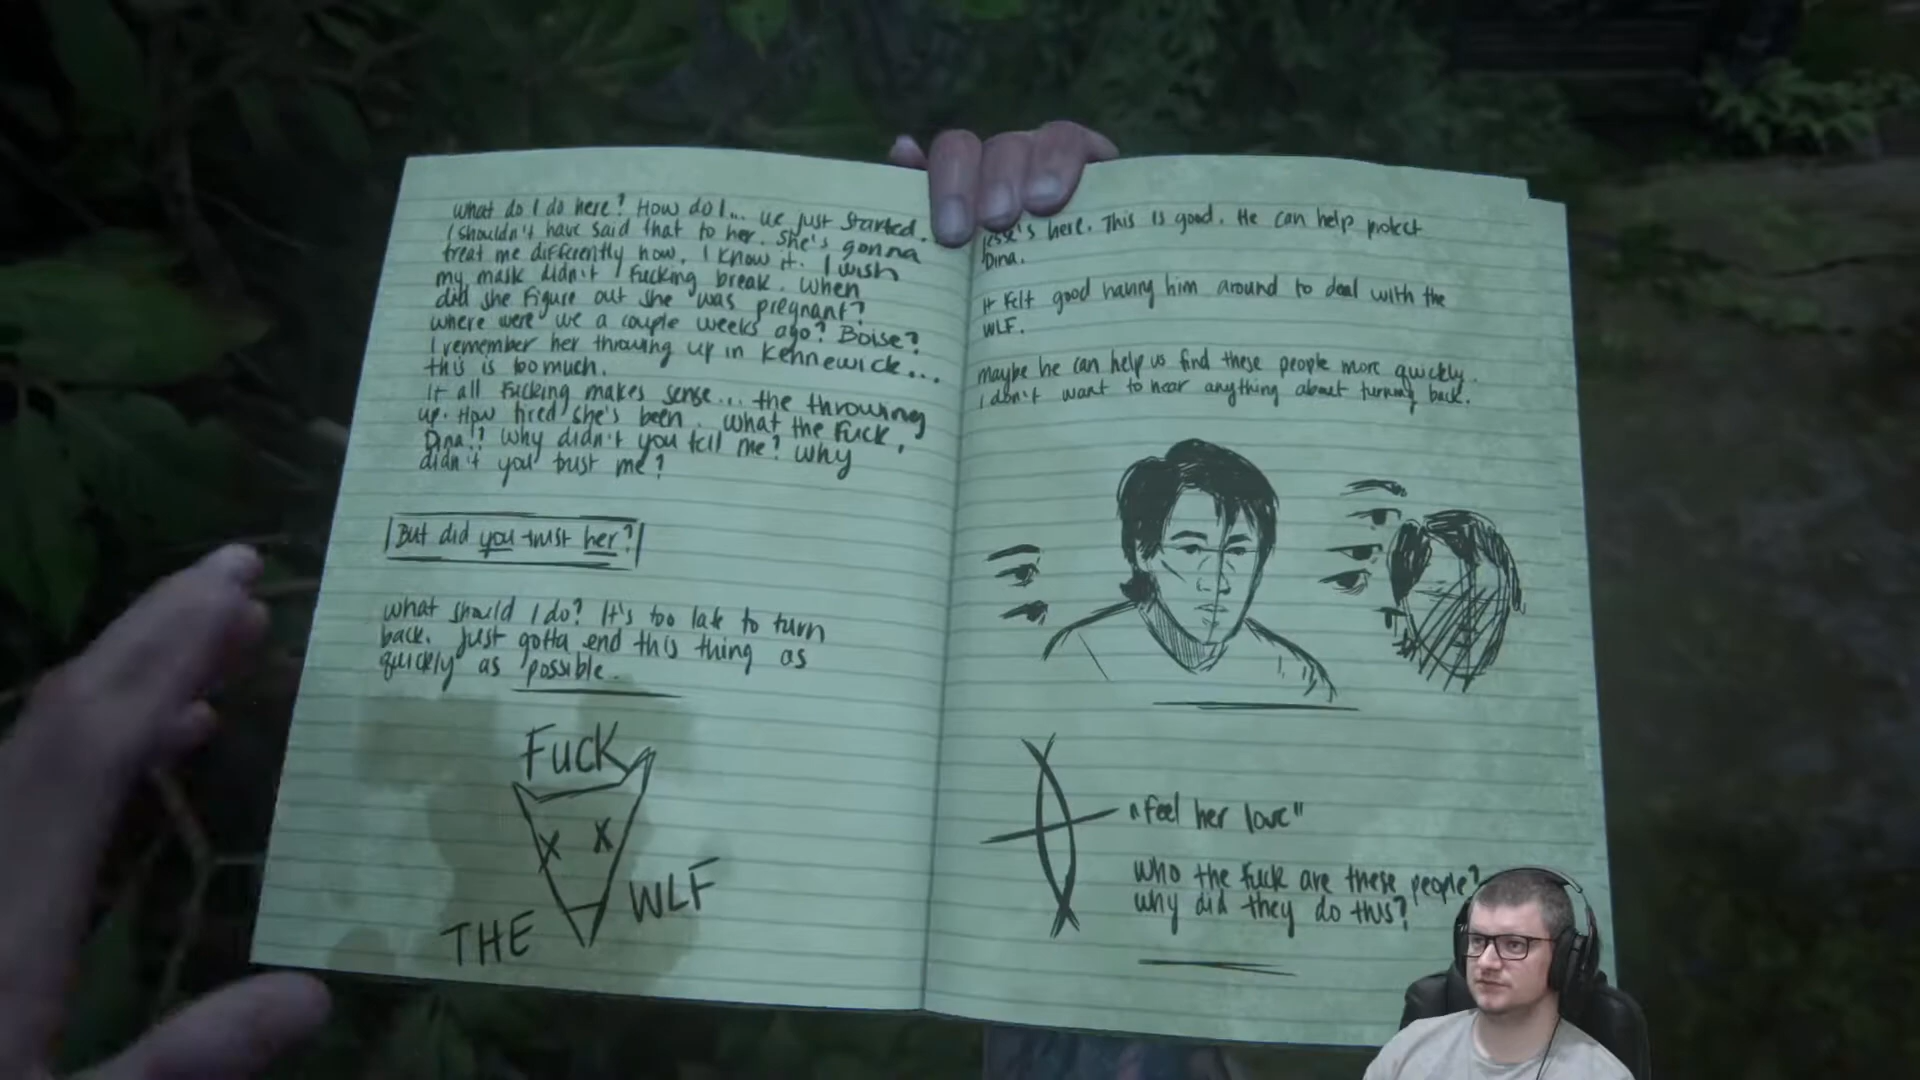 What do I do here? How do I... we just started.
I shouldn't have said that to her. She's gonna
treat me differently now. I know it. I wish
my mask didn't fucking break. When
did she figure out she was pregnant?
Where were we a couple weeks ago? Boise?
I remember her throwing up in Kennewick...
this is too much.
It all fucking makes sense... the throwing
up. How tired she's been. What the fuck,
Dina!? Why didn't you tell me? Why
didn't you trust me?
But did you trust her?
What should I do? It's too late to turn
back. Just gotta end this thing as
quickly as possible.
FUCK
THE WLF
Jesse's here. This is good. He can help protect
Dina.
It felt good having him around to deal with the
WLF.
maybe he can help us find these people more quickly.
I don't want to hear anything about turning back.
"Feel her love"
who the fuck are these people?
why did they do this?